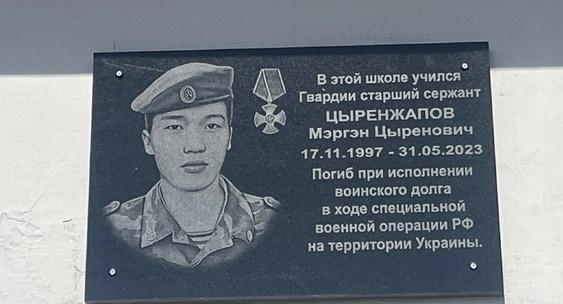 В этой школе учился
Гвардии старший сержант
ЦЫРЕНЖАПОВ
Мэргэн Цыренович
17.11.1997 - 31.05.2023
Погиб при исполнении
воинского долга
в ходе специальной
военной операции РФ
на территории Украины.